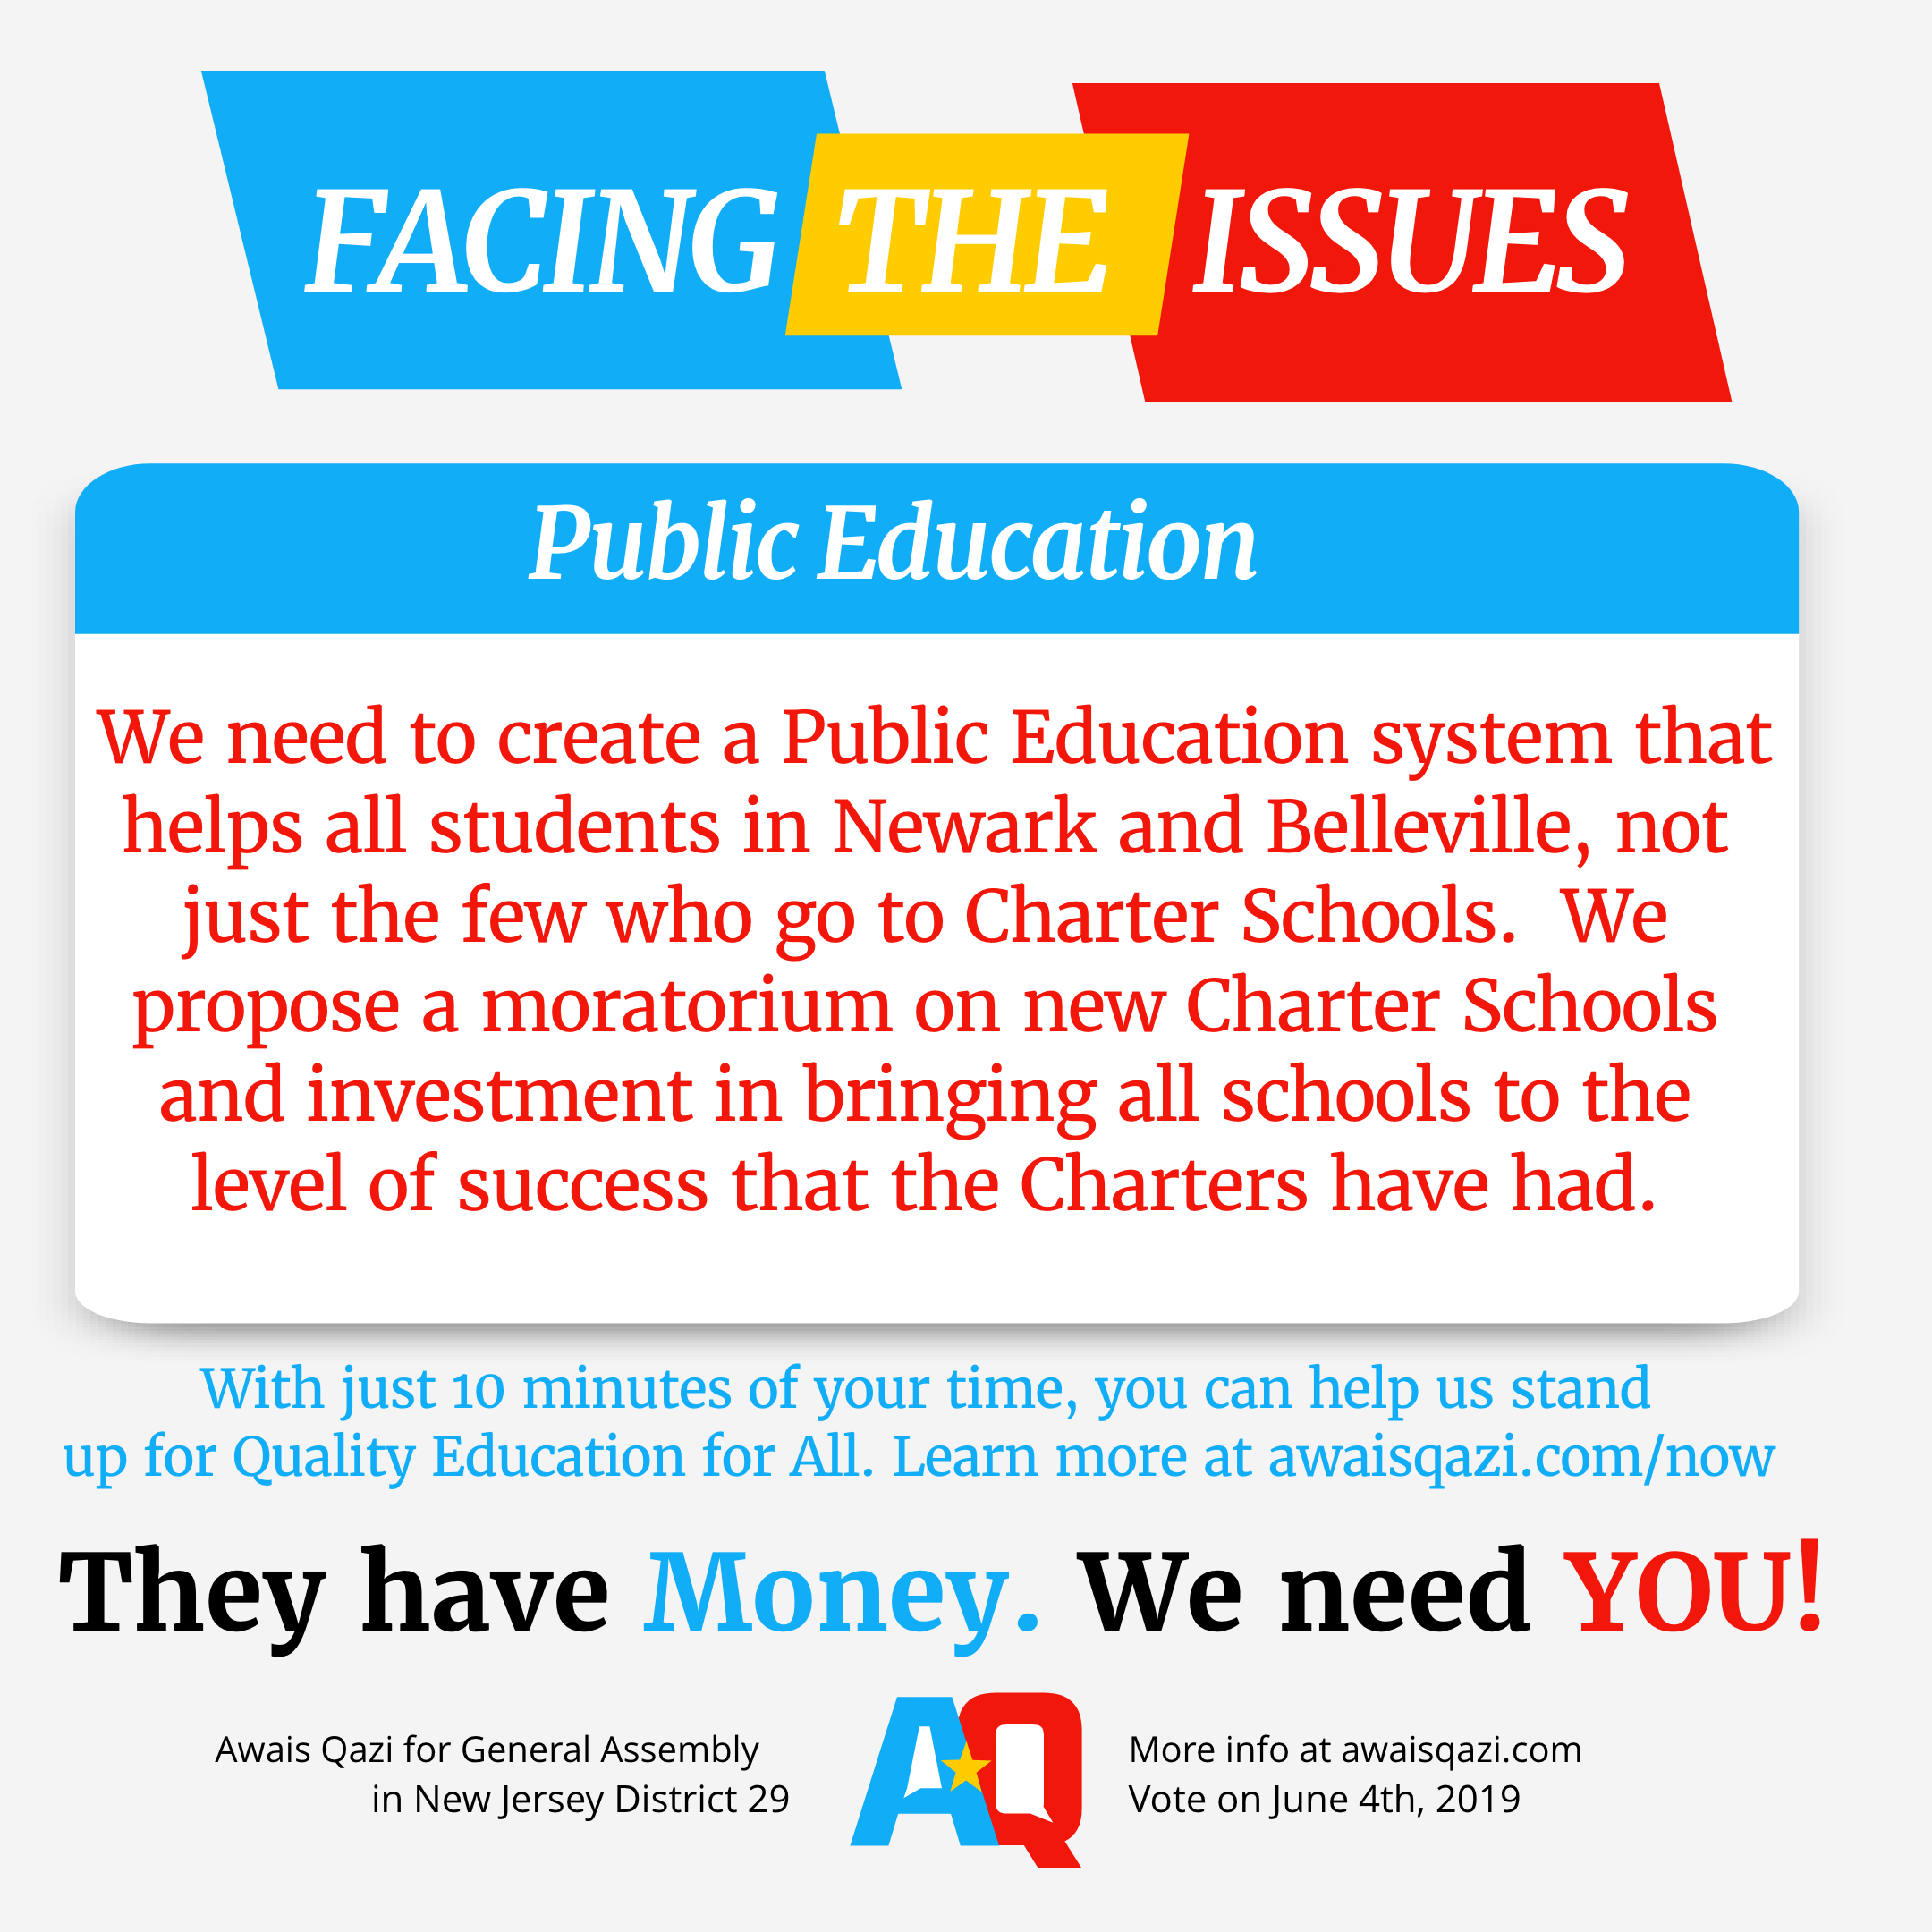 FACING THE ISSUES
Public Education
We need to create a Public Education system that
helps all students in Newark and Belleville, not
just the few who go to Charter Schools.  We
propose a moratorium on new Charter Schools
and investment in bringing all schools to the
level of success that the Charters have had.
With just 10 minutes of your time, you can help us stand
up for Quality Education for All. Learn more at awaisqazi.com/now
They have Money. We need YOU!
Awais Qazi for General Assembly
in New Jersey District 29
AQ
More info at awaisqazi.com
Vote on June 4th, 2019